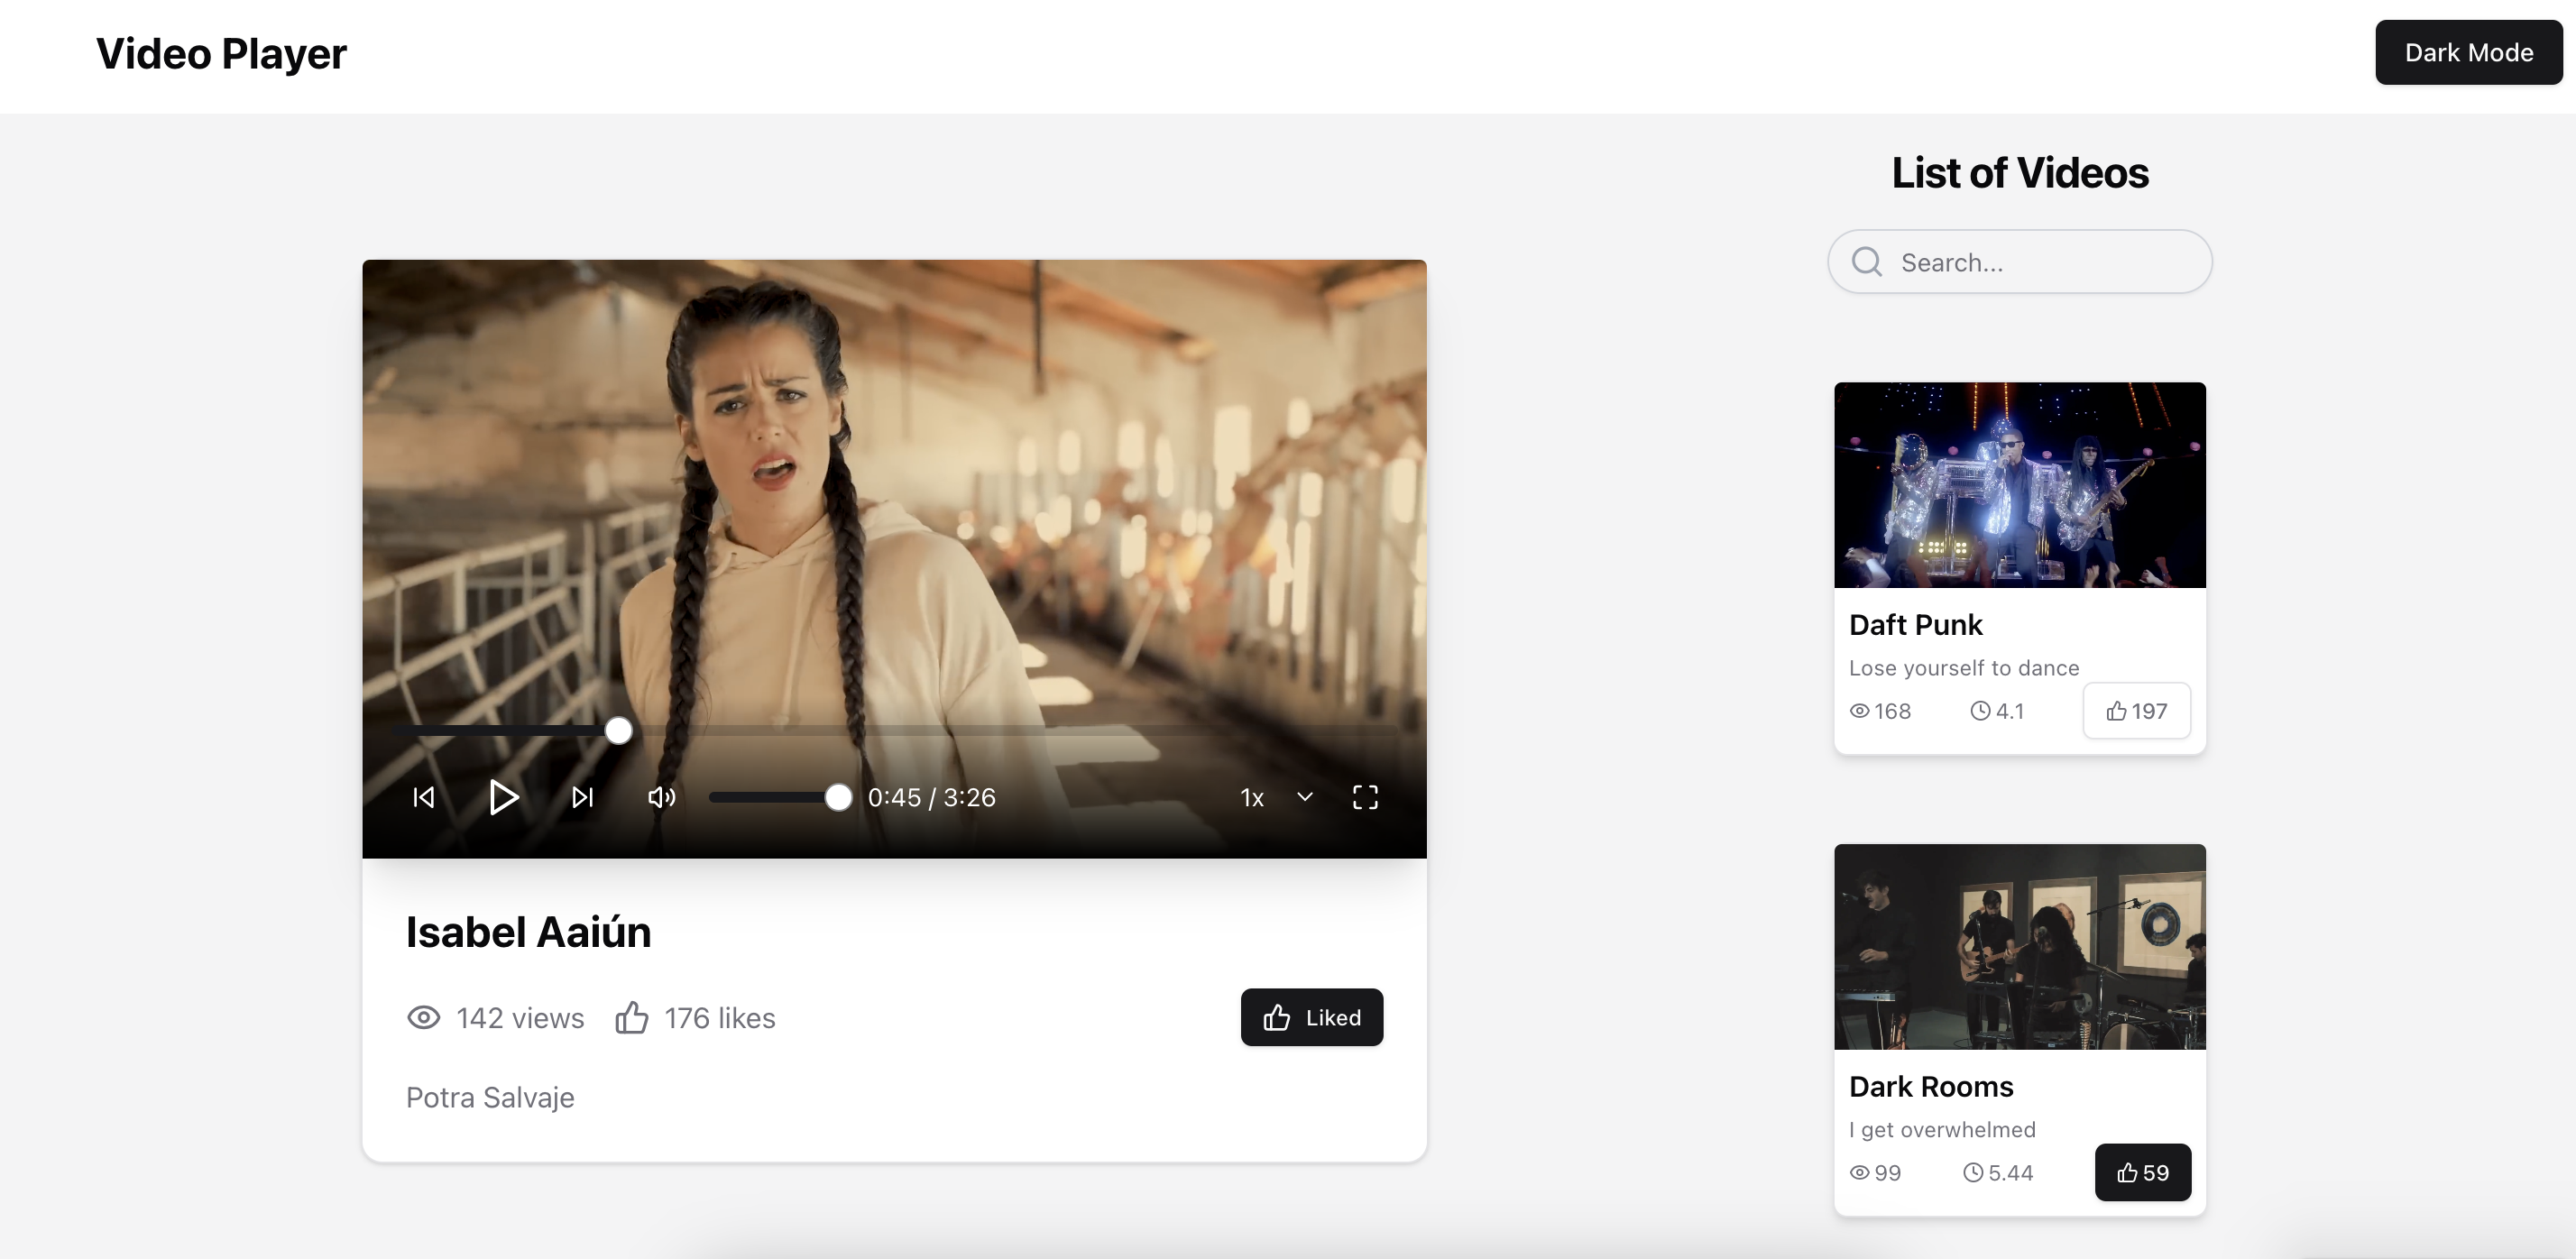 Video Player
Dark Mode
0:45 / 3:26
1x
Isabel Aaiún
142 views
176 likes
Liked
Potra Salvaje
List of Videos
Search...
Daft Punk
Lose yourself to dance
168
4.1
197
Dark Rooms
I get overwhelmed
99
5.44
59